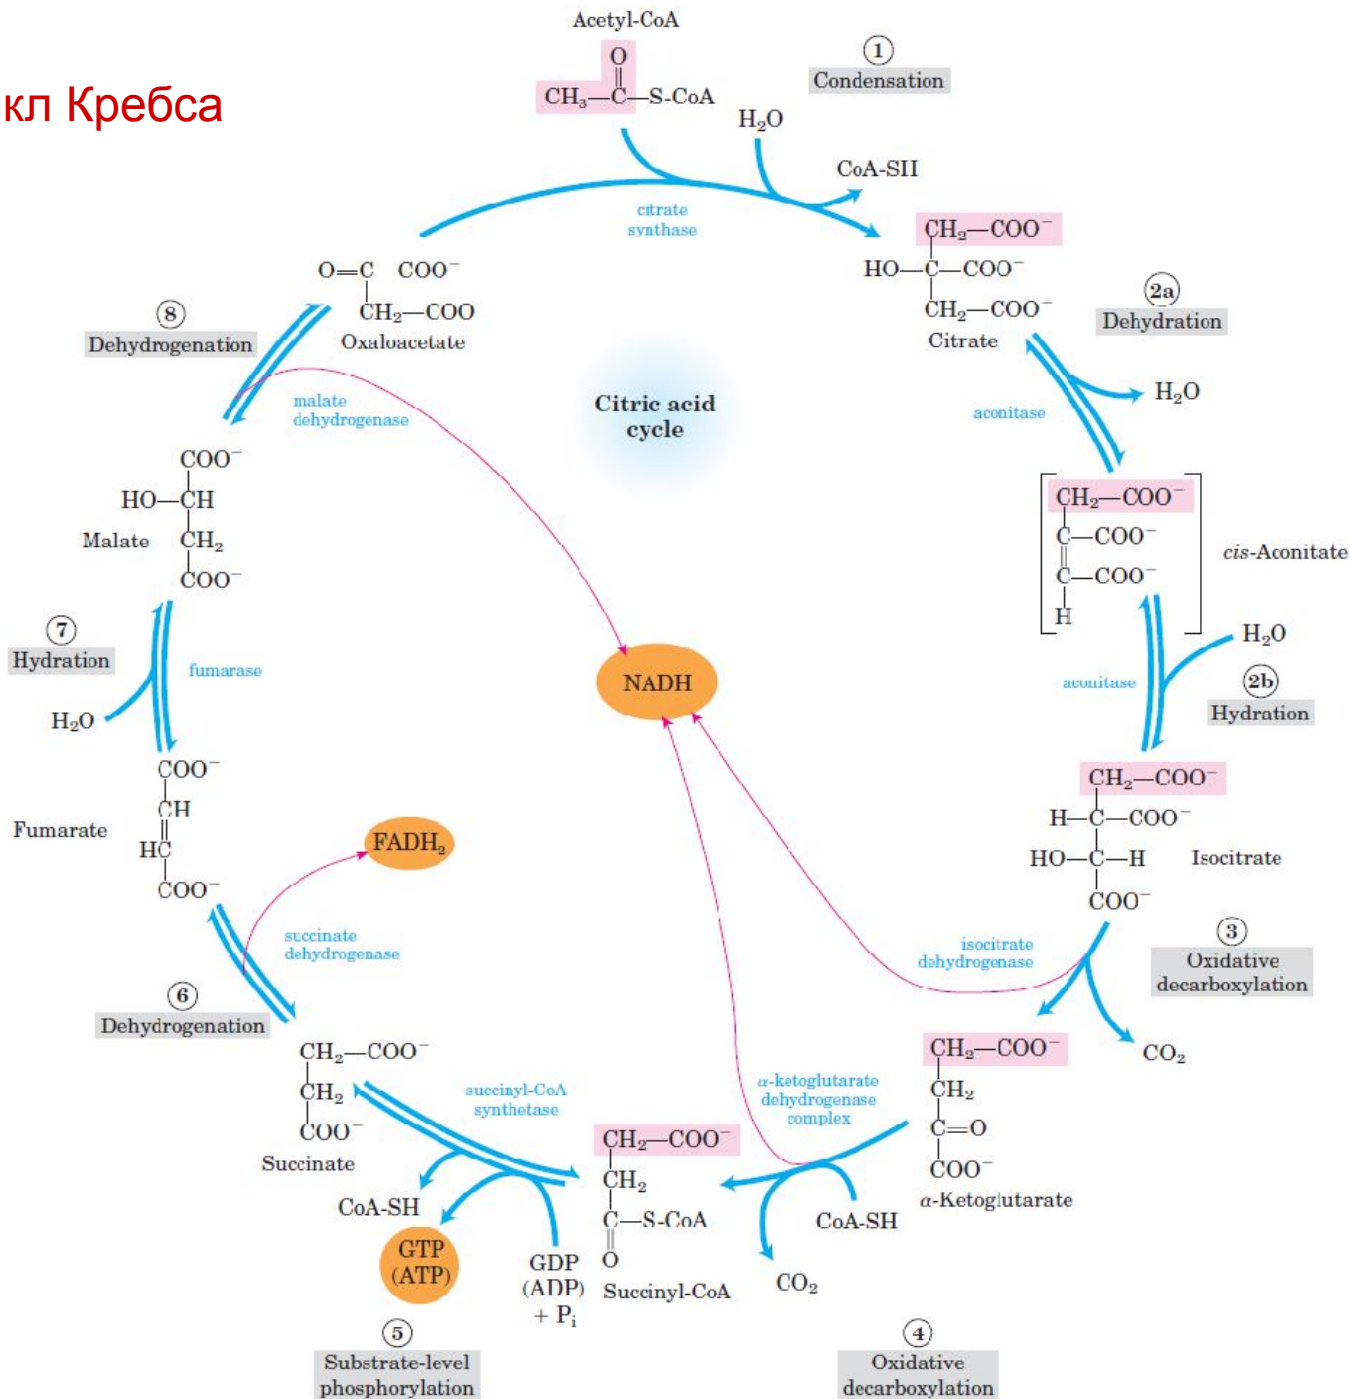 кл Кребса
Acetyl-CoA
O
CH₃—C—S-CoA
1
Condensation
H₂O
CoA-SH
citrate
synthase
CH₂—COO⁻
HO—C—COO⁻
CH₂—COO⁻
Citrate
2a
Dehydration
H₂O
aconitase
O=C COO⁻
CH₂—COO
Oxaloacetate
8
Dehydrogenation
malate
dehydrogenase
Citric acid
cycle
CH₂—COO⁻
C—COO⁻
C—COO⁻
H
cis-Aconitate
COO⁻
HO—CH
Malate CH₂
COO⁻
H₂O
aconitase
2b
Hydration
7
Hydration
fumarase
H₂O
NADH
CH₂—COO⁻
H—C—COO⁻
HO—C—H
COO⁻
Isocitrate
COO⁻
CH
HC
COO⁻
Fumarate
FADH₂
succinate
dehydrogenase
isocitrate
dehydrogenase
3
Oxidative
decarboxylation
CO₂
6
Dehydrogenation
CH₂—COO⁻
CH₂
COO⁻
Succinate
succinyl-CoA
synthetase
α-ketoglutarate
dehydrogenase
complex
CH₂—COO⁻
CH₂
C=O
COO⁻
α-Ketoglutarate
CH₂—COO⁻
CH₂
C—S-CoA
O
Succinyl-CoA
CoA-SH
CO₂
CoA-SH
GTP
(ATP)
GDP
(ADP)
+ Pᵢ
5
Substrate-level
phosphorylation
4
Oxidative
decarboxylation